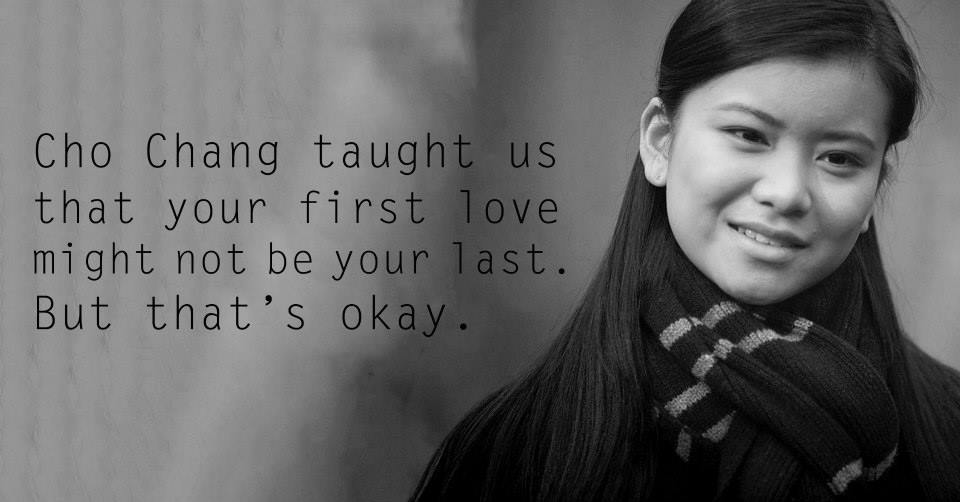 Cho Chang taught us
that your first love
might not be your last.
But that’s okay.